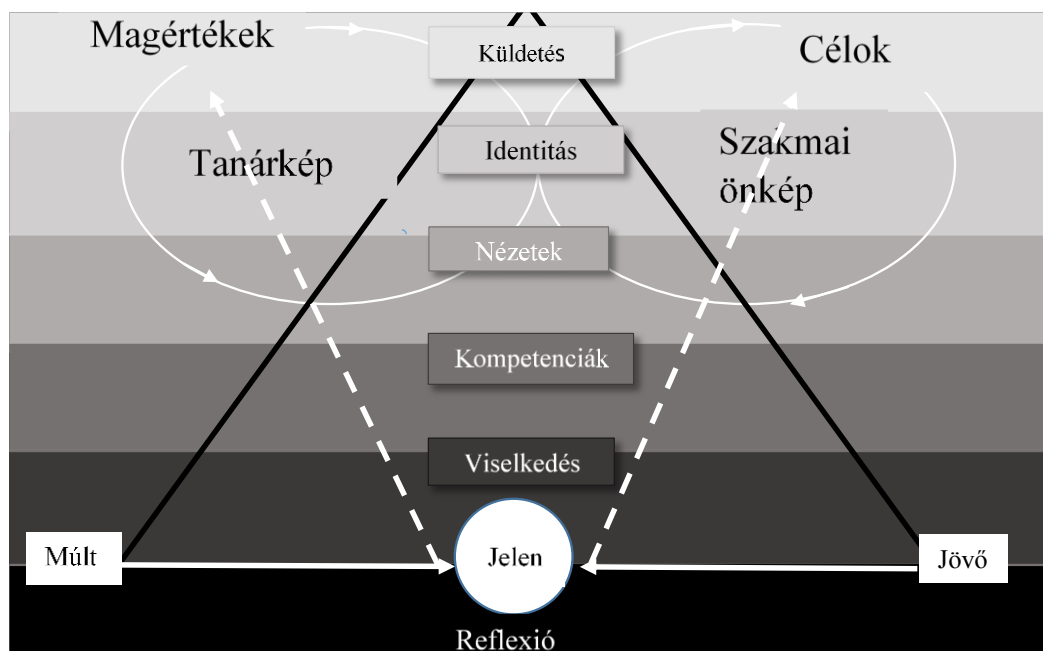 Magértékek
Küldetés
Célok
Tanárkép
Identitás
Szakmai
önkép
Nézetek
Kompetenciák
Viselkedés
Múlt
Jelen
Jövő
Reflexió